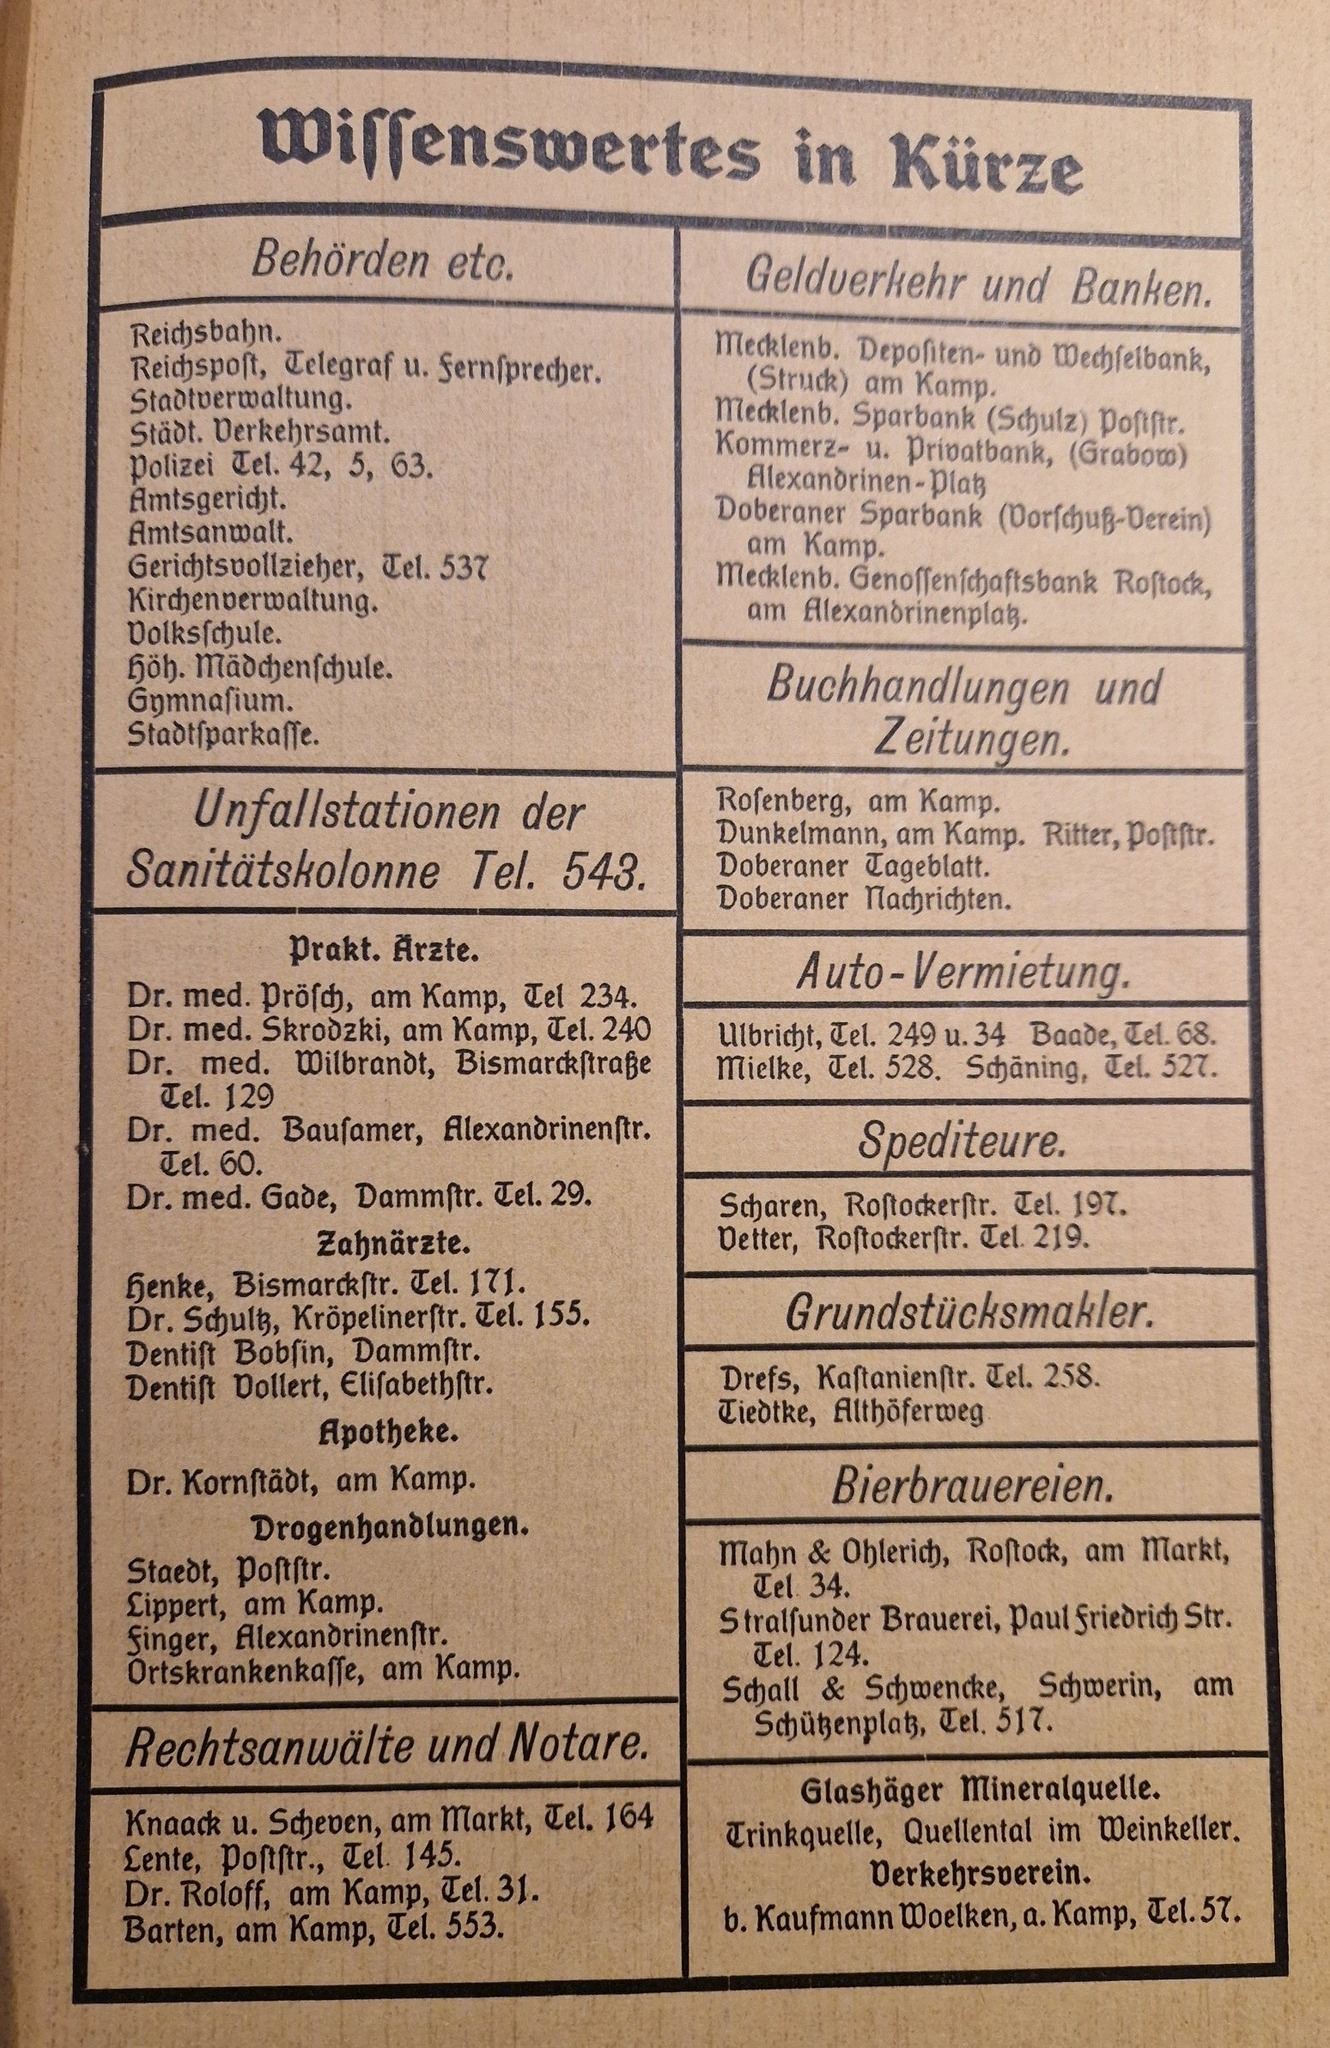 Wissenswertes in Kürze
Behörden etc.
Reichsbahn.
Reichspost, Telegraf u. Fernsprecher.
Stadtverwaltung.
Städt. Verkehrsamt.
Polizei Tel. 42, 5, 63.
Amtsgericht.
Amtsanwalt.
Gerichtsvollzieher, Tel. 537
Kirchenverwaltung.
Volksschule.
Höh. Mädchenschule.
Gymnasium.
Stadtsparkasse.
Unfallstationen der
Sanitätskolonne Tel. 543.
Prakt. Ärzte.
Dr. med. Prösch, am Kamp, Tel 234.
Dr. med. Skrodzki, am Kamp, Tel. 240
Dr. med. Wilbrandt, Bismarckstraße
Tel. 129
Dr. med. Bausamer, Alexandrinenstr.
Tel. 60.
Dr. med. Gade, Dammstr. Tel. 29.
Zahnärzte.
Henke, Bismarckstr. Tel. 171.
Dr. Schultz, Kröpelinerstr. Tel. 155.
Dentist Bobsin, Dammstr.
Dentist Vollert, Elisabethstr.
Apotheke.
Dr. Kornstädt, am Kamp.
Drogenhandlungen.
Staedt, Poststr.
Lippert, am Kamp.
Finger, Alexandrinenstr.
Ortskrankenkasse, am Kamp.
Rechtsanwälte und Notare.
Knaack u. Scheven, am Markt, Tel. 164
Lente, Poststr., Tel. 145.
Dr. Roloff, am Kamp, Tel. 31.
Barten, am Kamp, Tel. 553.
Geldverkehr und Banken.
Mecklenb. Depositen- und Wechselbank,
(Struck) am Kamp.
Mecklenb. Sparbank (Schulz) Poststr.
Kommerz- u. Privatbank, (Grabow)
Alexandrinen-Platz
Doberaner Sparbank (Vorschuß-Verein)
am Kamp.
Mecklenb. Genossenschaftsbank Rostock,
am Alexandrinenplatz.
Buchhandlungen und
Zeitungen.
Rosenberg, am Kamp.
Dunkelmann, am Kamp. Ritter, Poststr.
Doberaner Tageblatt.
Doberaner Nachrichten.
Auto-Vermietung.
Ulbricht, Tel. 249 u. 34 Baade, Tel. 68.
Mielke, Tel. 528. Schäning, Tel. 527.
Spediteure.
Scharen, Rostockerstr. Tel. 197.
Vetter, Rostockerstr. Tel. 219.
Grundstücksmakler.
Drefs, Kastanienstr. Tel. 258.
Tiedtke, Althöferweg
Bierbrauereien.
Mahn & Ohlerich, Rostock, am Markt,
Tel. 34.
Stralsunder Brauerei, Paul Friedrich Str.
Tel. 124.
Schall & Schwencke, Schwerin, am
Schützenplatz, Tel. 517.
Glashäger Mineralquelle.
Trinkquelle, Quellental im Weinkeller.
Verkehrsverein.
b. Kaufmann Woelken, a. Kamp, Tel. 57.